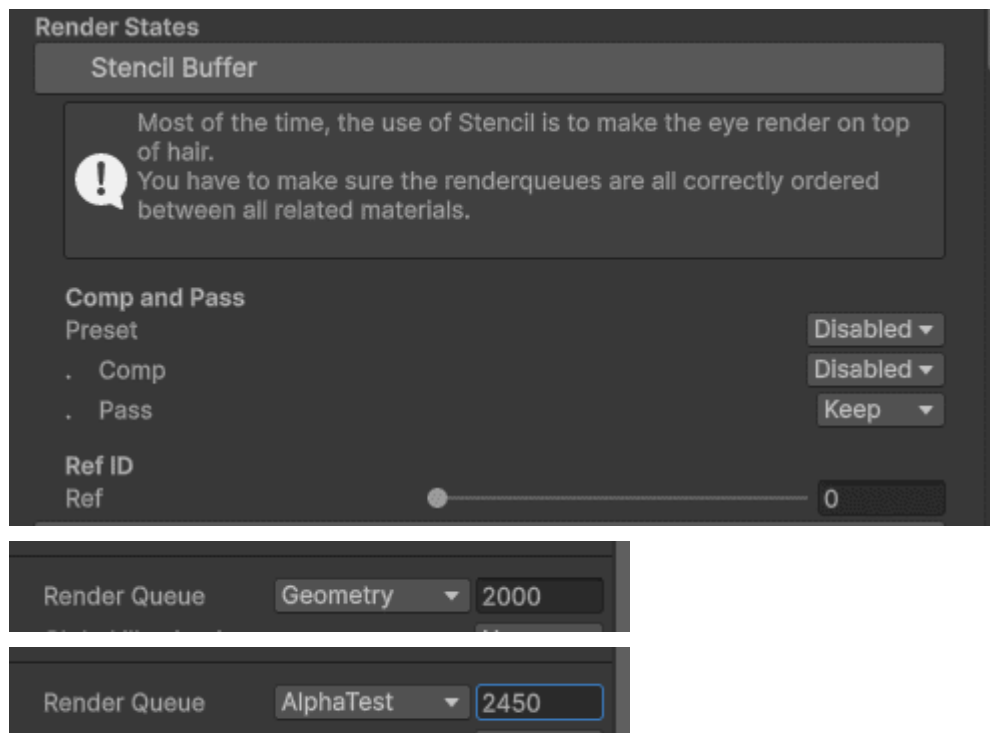 Render States
Stencil Buffer
Most of the time, the use of Stencil is to make the eye render on top
of hair.
You have to make sure the renderqueues are all correctly ordered
between all related materials.
Comp and Pass
Preset Disabled
. Comp Disabled
. Pass Keep
Ref ID
Ref 0
Render Queue Geometry 2000
Render Queue AlphaTest 2450